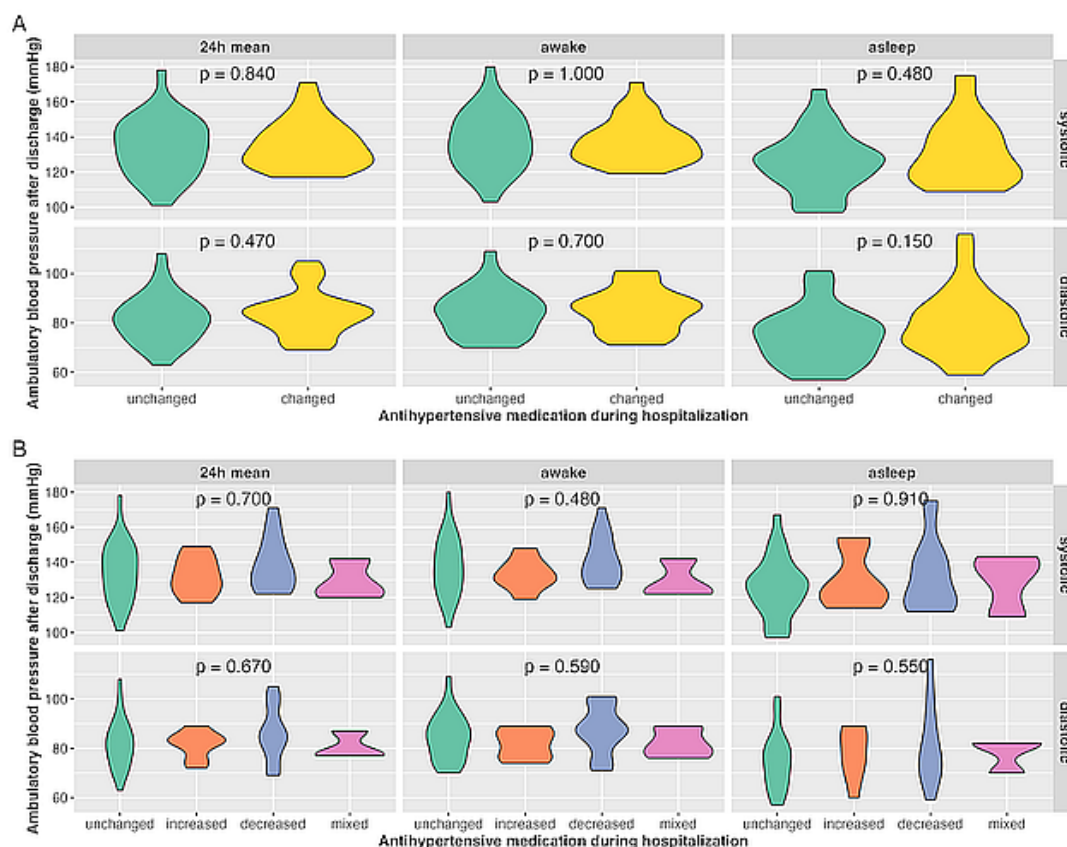 A
24h mean
awake
asleep
Ambulatory blood pressure after discharge (mmHg)
180
160
140
120
100
p = 0.840
p = 1.000
p = 0.480
systolic
100
80
60
p = 0.470
p = 0.700
p = 0.150
diastolic
unchanged changed unchanged changed unchanged changed
Antihypertensive medication during hospitalization
B
24h mean
awake
asleep
Ambulatory blood pressure after discharge (mmHg)
180
160
140
120
100
p = 0.700
p = 0.480
p = 0.910
systolic
100
80
60
p = 0.670
p = 0.590
p = 0.550
diastolic
unchanged increased decreased mixed unchanged increased decreased mixed unchanged increased decreased mixed
Antihypertensive medication during hospitalization